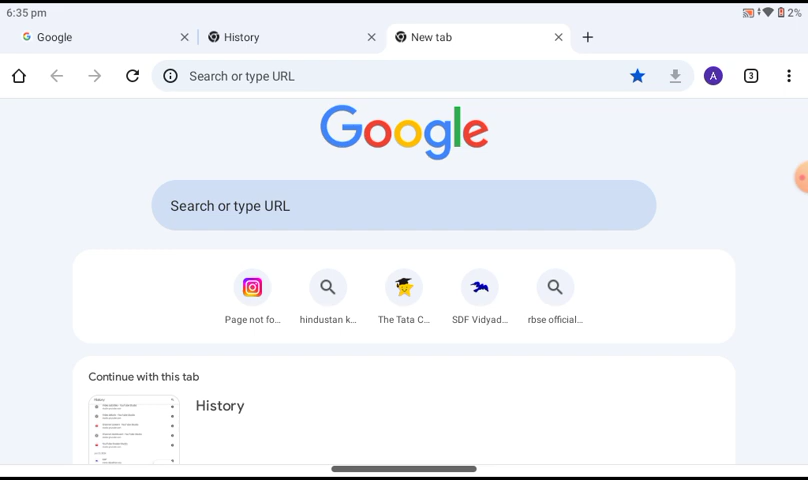 6:35 pm
2%
Google
History
New tab
Search or type URL
A
3
Google
Search or type URL
Page not fo...
hindustan k...
The Tata C...
SDF Vidyad...
rbse official...
Continue with this tab
History